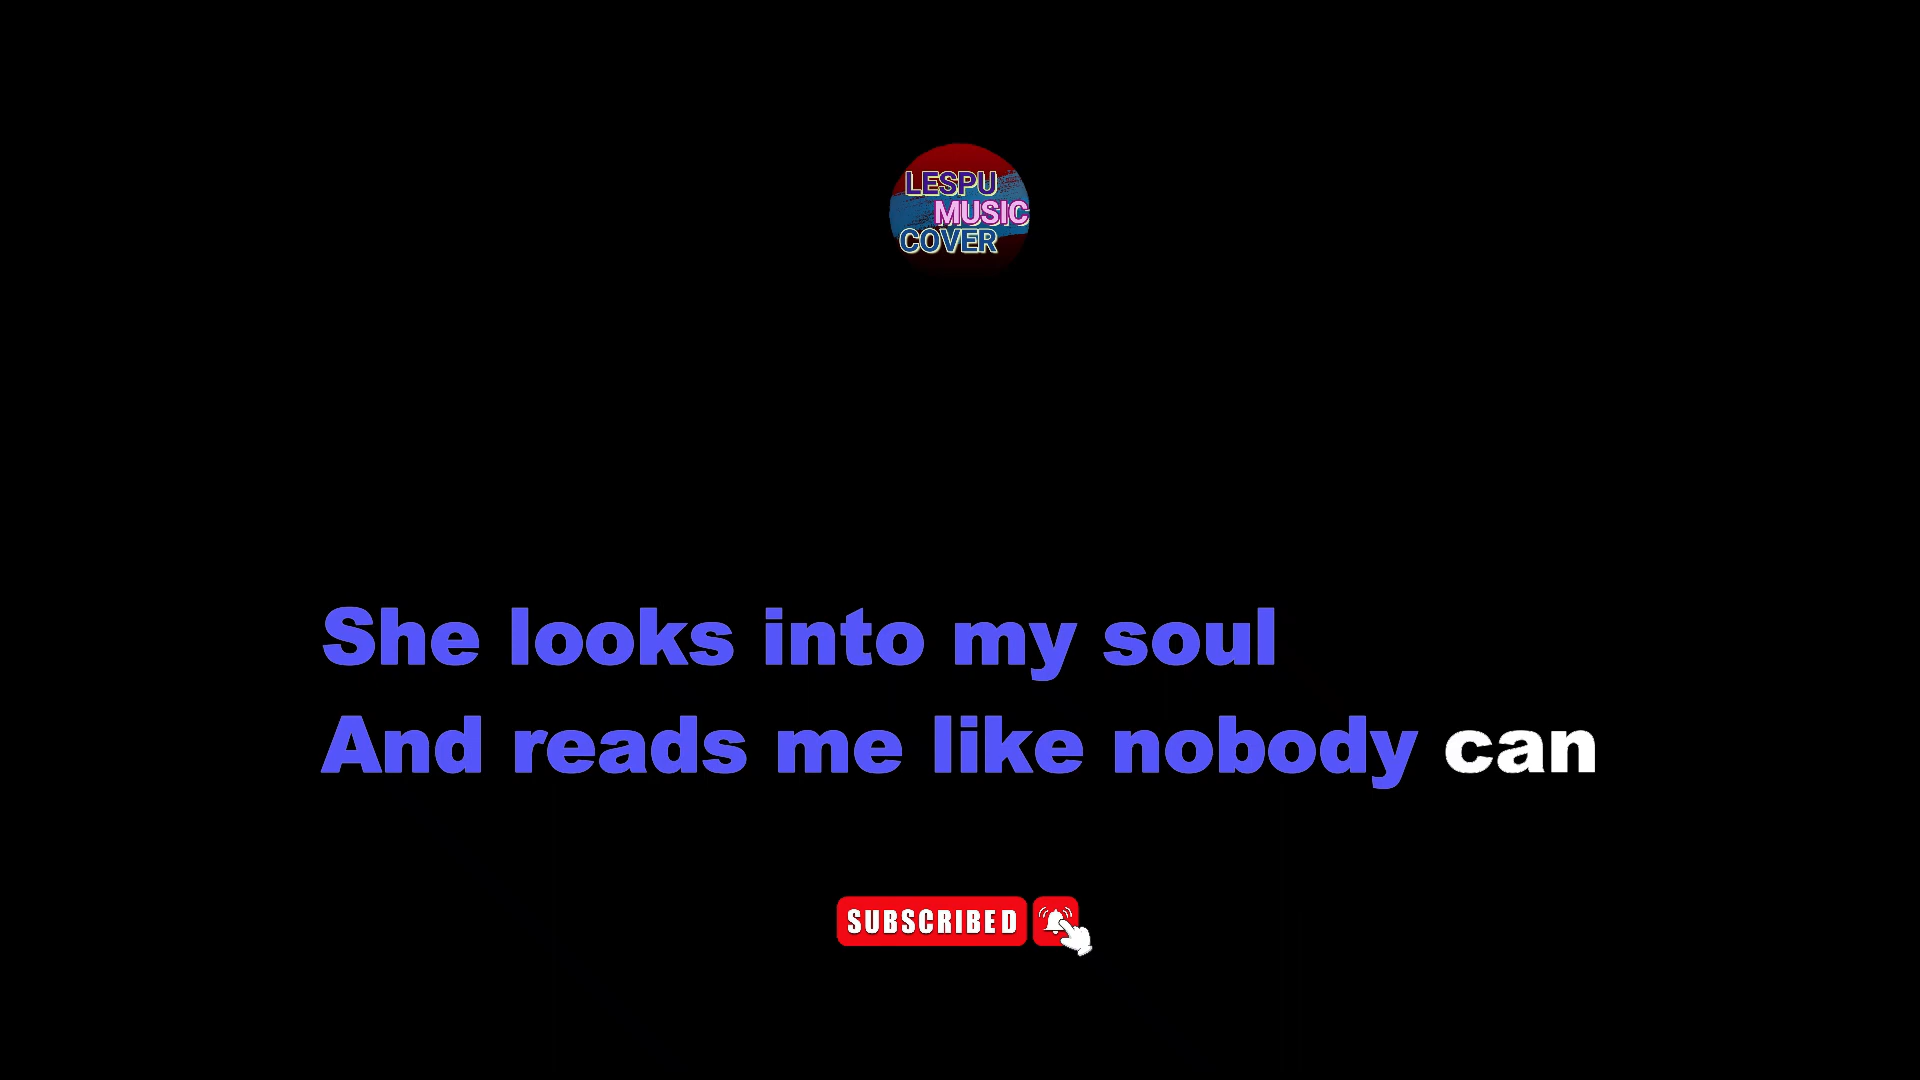 LESPU
MUSIC
COVER
She looks into my soul
And reads me like nobody can
SUBSCRIBED